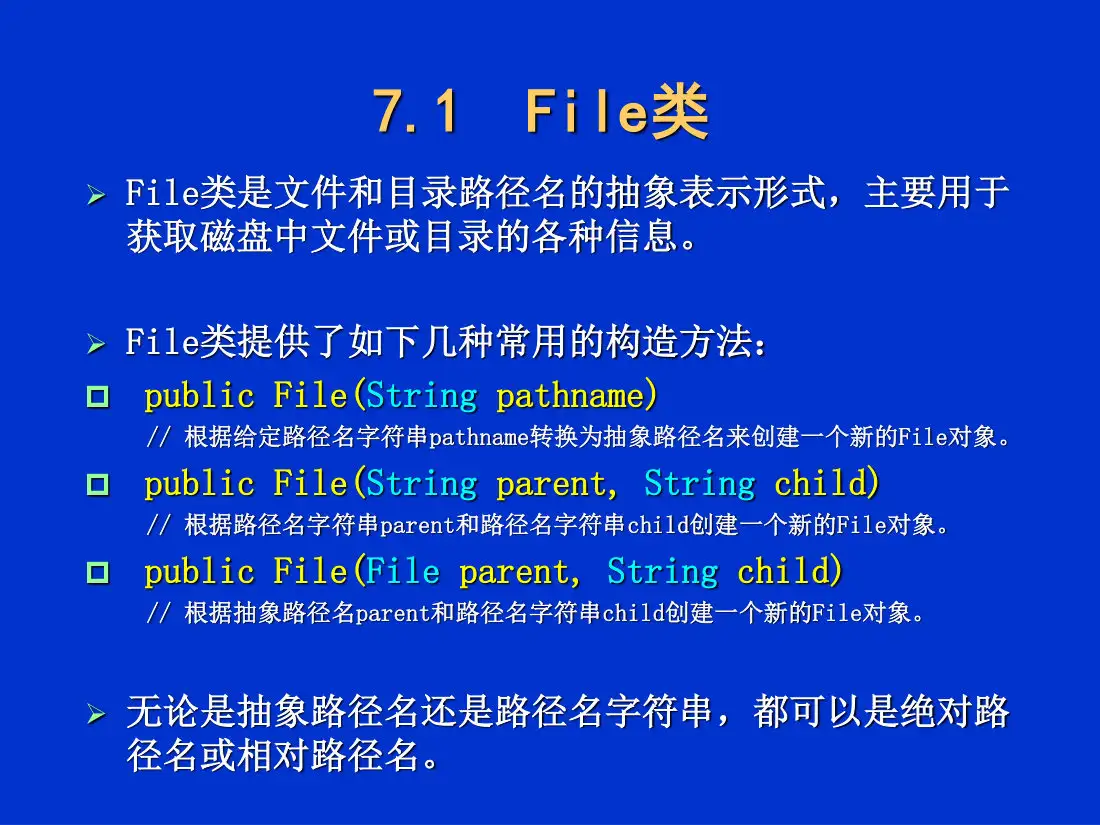 7.1 File类
File类是文件和目录路径名的抽象表示形式，主要用于
获取磁盘中文件或目录的各种信息。
File类提供了如下几种常用的构造方法：
public File(String pathname)
// 根据给定路径名字符串pathname转换为抽象路径名来创建一个新的File对象。
public File(String parent, String child)
// 根据路径名字符串parent和路径名字符串child创建一个新的File对象。
public File(File parent, String child)
// 根据抽象路径名parent和路径名字符串child创建一个新的File对象。
无论是抽象路径名还是路径名字符串，都可以是绝对路
径名或相对路径名。